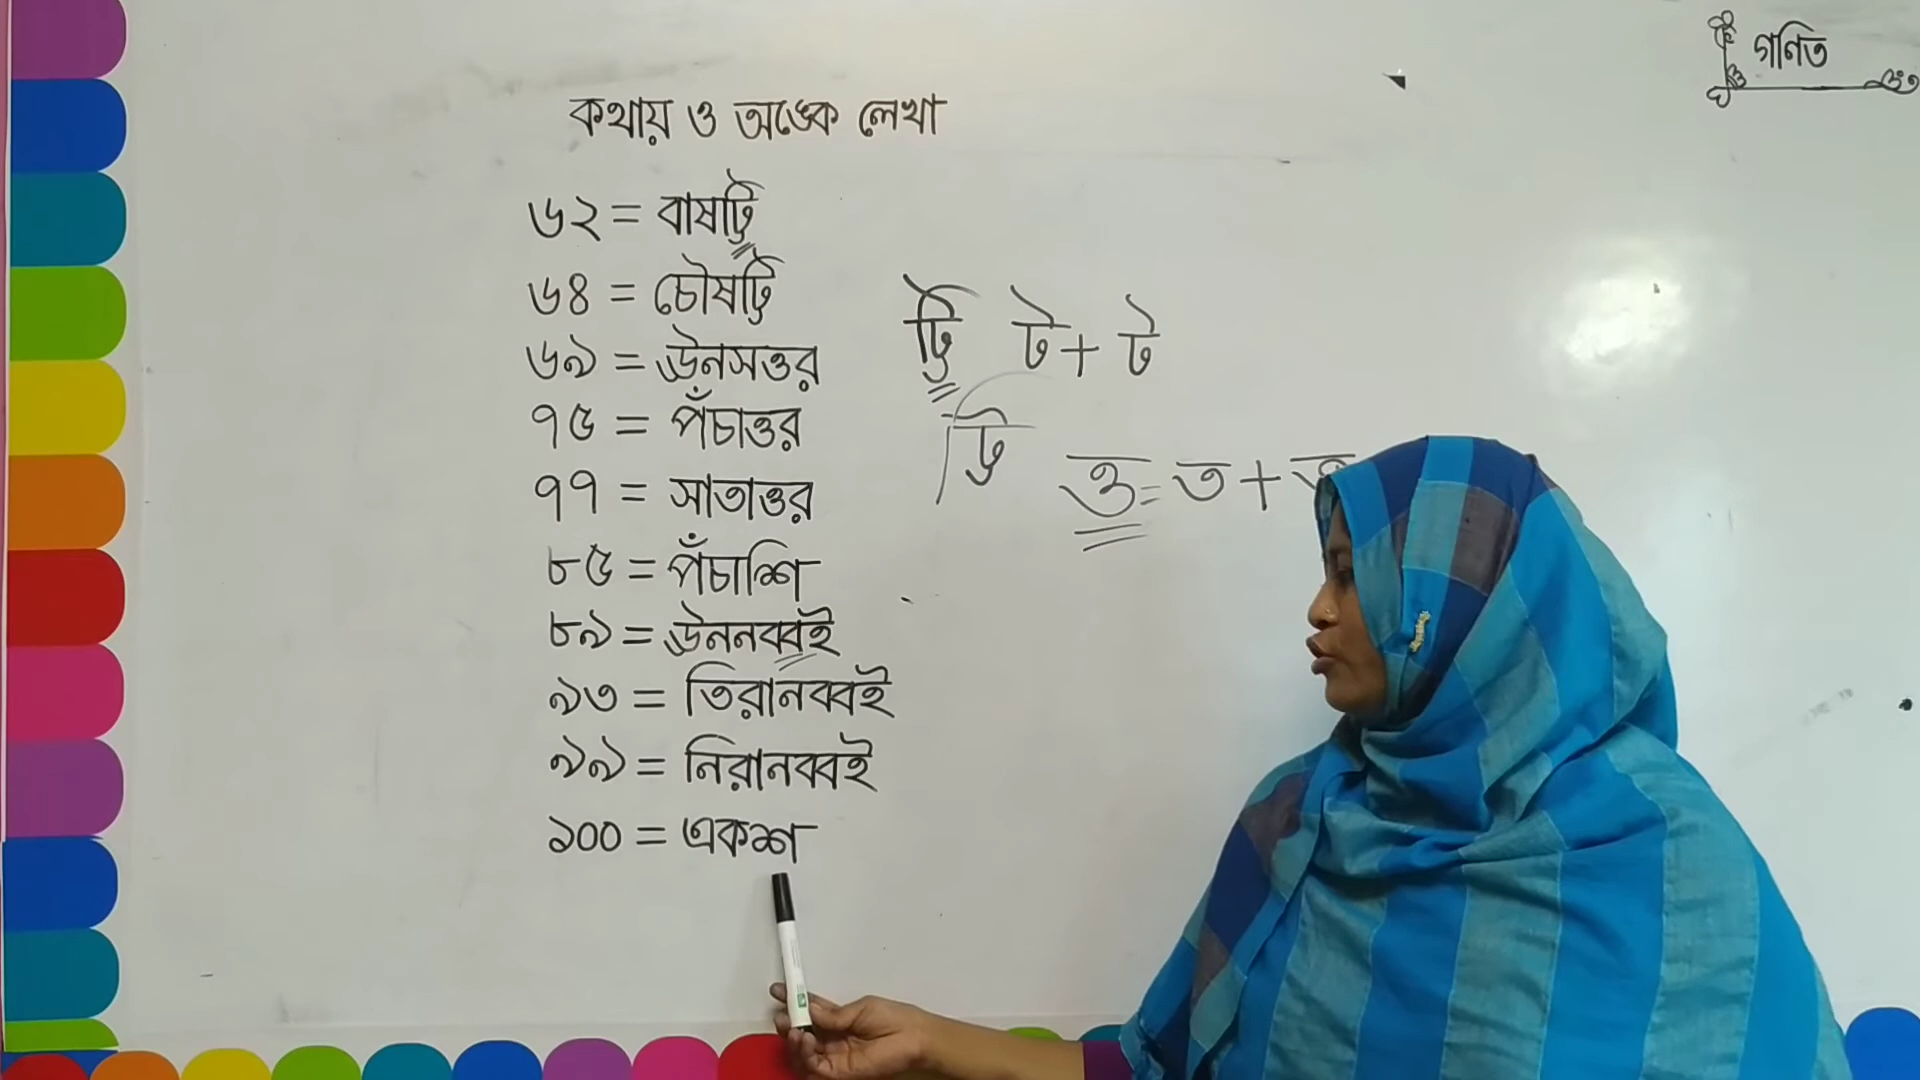 গণিত
কথায় ও অঙ্কে লেখা
৬২ = বাষট্টি
৬৪ = চৌষট্টি
৬৯ = ঊনসত্তর
৭৫ = পঁচাত্তর
৭৭ = সাতাত্তর
৮৫ = পঁচাশি
৮৯ = ঊননব্বই
৯৩ = তিরানব্বই
৯৯ = নিরানব্বই
১০০ = একশ
ট্ট ট + ট
ট্টি
ত্ত = ত + ত